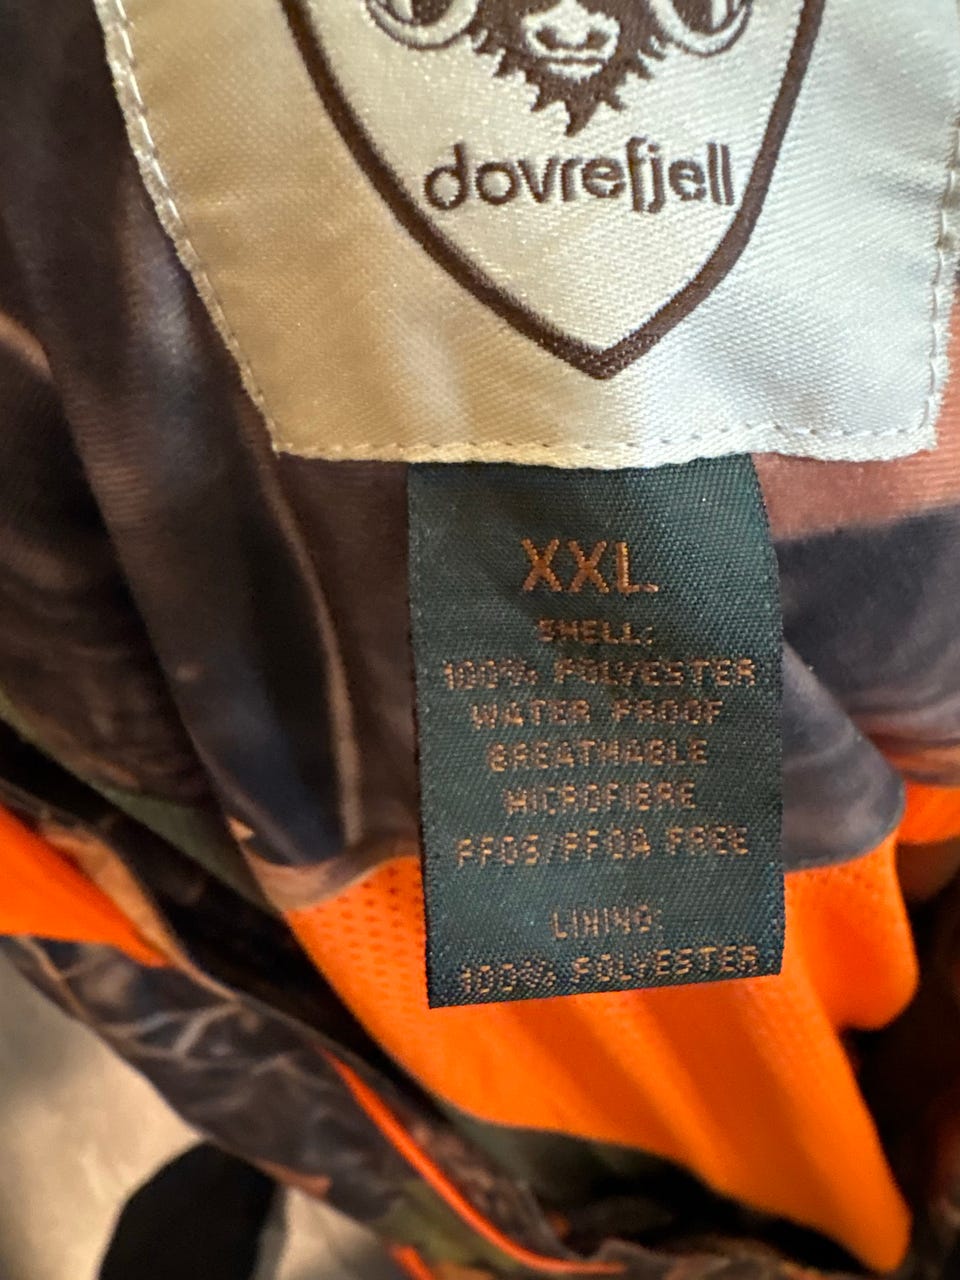 dovrefjell
XXL
SHELL:
100% POLYESTER
WATER PROOF
BREATHABLE
MICROFIBRE
PFOS/PFOA FREE
LINING:
100% POLYESTER